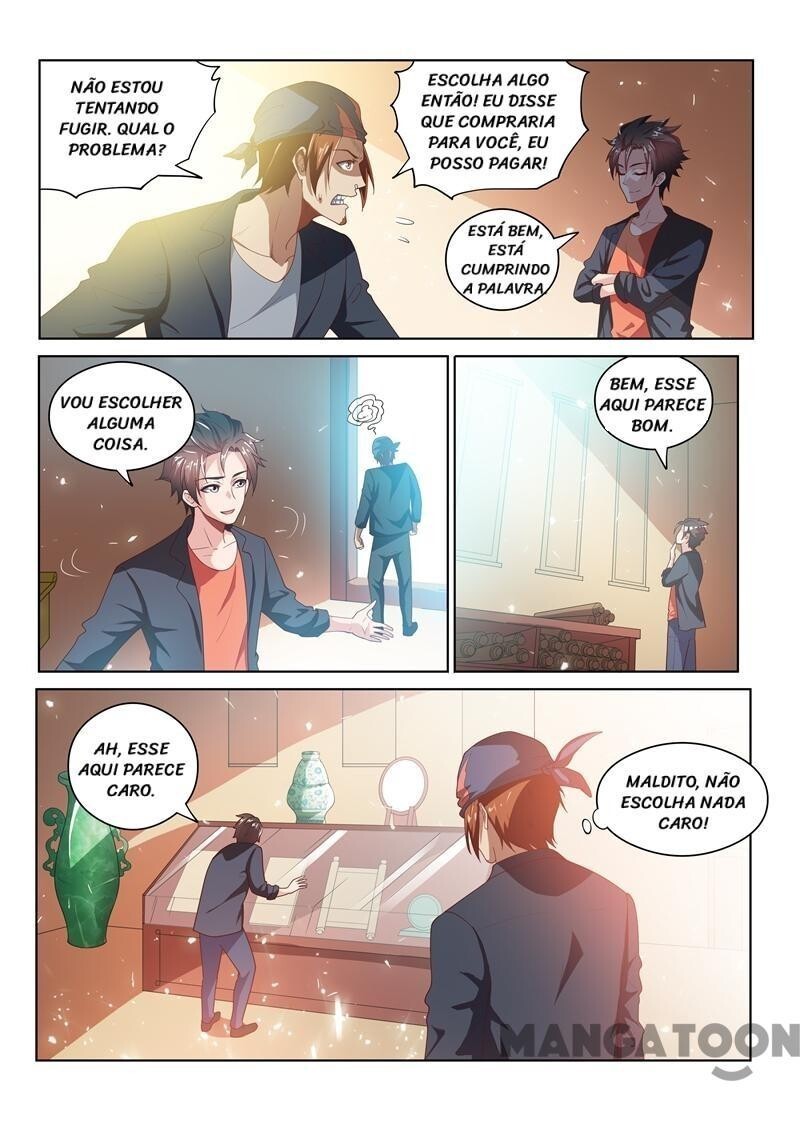 NÃO ESTOU
TENTANDO
FUGIR. QUAL O
PROBLEMA?
ESCOLHA ALGO
ENTÃO! EU DISSE
QUE COMPRARIA
PARA VOCÊ, EU
POSSO PAGAR!
ESTÁ BEM,
ESTÁ
CUMPRINDO
A PALAVRA.
VOU ESCOLHER
ALGUMA
COISA.
BEM, ESSE
AQUI PARECE
BOM.
AH, ESSE
AQUI PARECE
CARO.
MALDITO, NÃO
ESCOLHA NADA
CARO!
MANGATOON